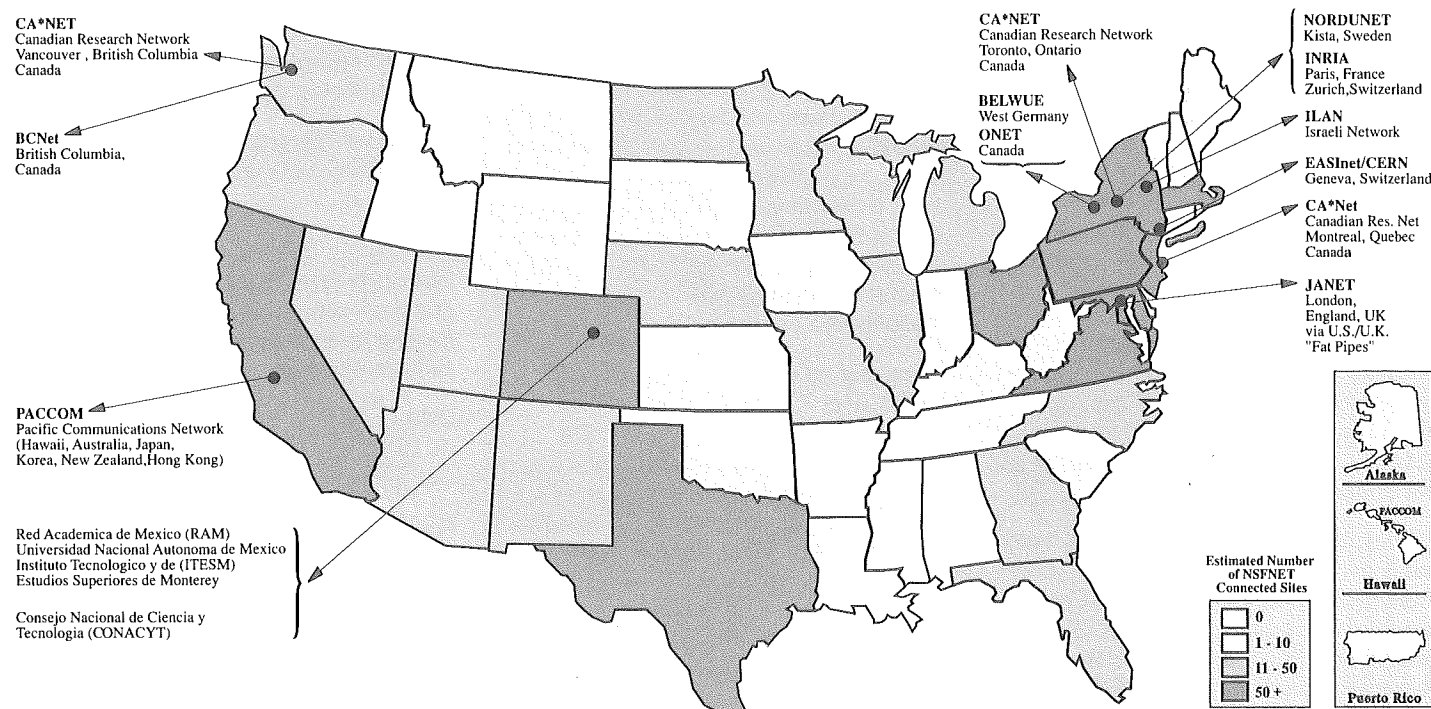 CA*NET
Canadian Research Network
Vancouver , British Columbia
Canada
BCNet
British Columbia,
Canada
PACCOM
Pacific Communications Network
(Hawaii, Australia, Japan,
Korea, New Zealand,Hong Kong)
Red Academica de Mexico (RAM)
Universidad Nacional Autonoma de Mexico
Instituto Tecnologico y de (ITESM)
Estudios Superiores de Monterey
Consejo Nacional de Ciencia y
Tecnologia (CONACYT)
CA*NET
Canadian Research Network
Toronto, Ontario
Canada
BELWUE
West Germany
ONET
Canada
NORDUNET
Kista, Sweden
INRIA
Paris, France
Zurich,Switzerland
ILAN
Israeli Network
EASInet/CERN
Geneva, Switzerland
CA*Net
Canadian Res. Net
Montreal, Quebec
Canada
JANET
London,
England, UK
via U.S./U.K.
"Fat Pipes"
Estimated Number
of NSFNET
Connected Sites
0
1 - 10
11 - 50
50 +
Alaska
PACCOM
Hawaii
Puerto Rico